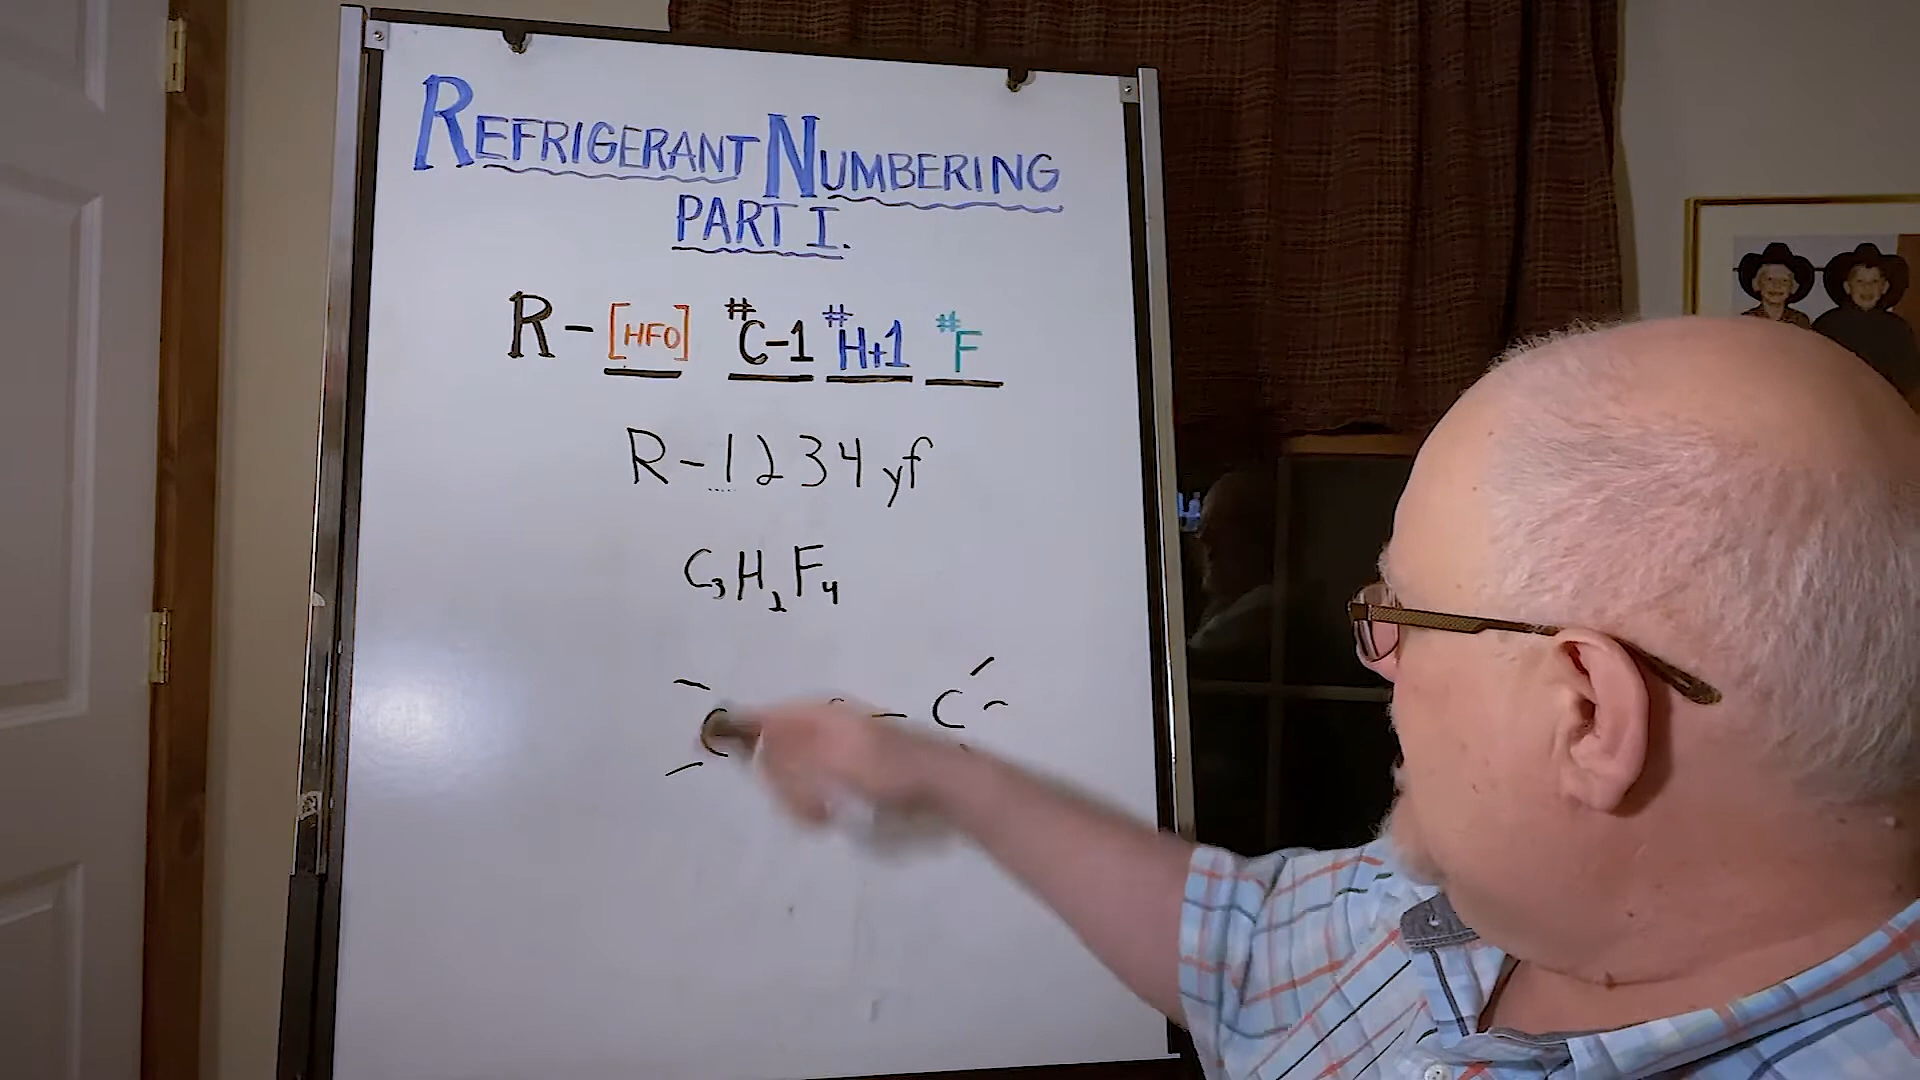 REFRIGERANT NUMBERING
PART I.
R-[HFO] #C-1 #H+1 #F
R-1234yf
C3H2F4
C - C